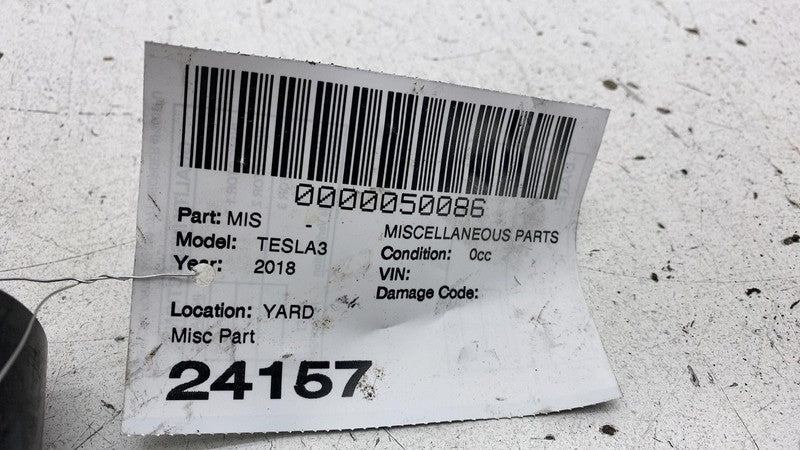 0000050086
Part: MIS - MISCELLANEOUS PARTS
Model: TESLA3 Condition: 0cc
Year: 2018 VIN:
Damage Code:
Location: YARD
Misc Part
24157